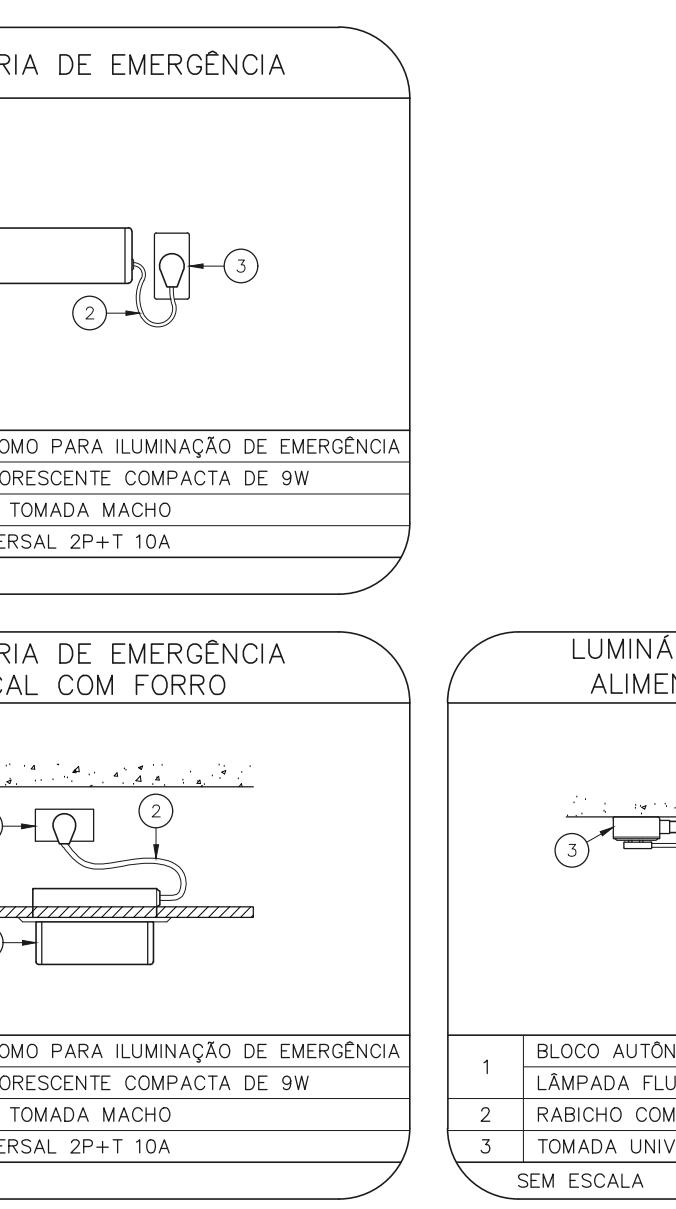 RIA DE EMERGÊNCIA
3
2
OMO PARA ILUMINAÇÃO DE EMERGÊNCIA
ORESCENTE COMPACTA DE 9W
TOMADA MACHO
ERSAL 2P+T 10A
RIA DE EMERGÊNCIA
CAL COM FORRO
2
OMO PARA ILUMINAÇÃO DE EMERGÊNCIA
ORESCENTE COMPACTA DE 9W
TOMADA MACHO
ERSAL 2P+T 10A
LUMINÁ
ALIMEN
3
1
BLOCO AUTÔN
LÂMPADA FLU
2 RABICHO COM
3 TOMADA UNIV
SEM ESCALA